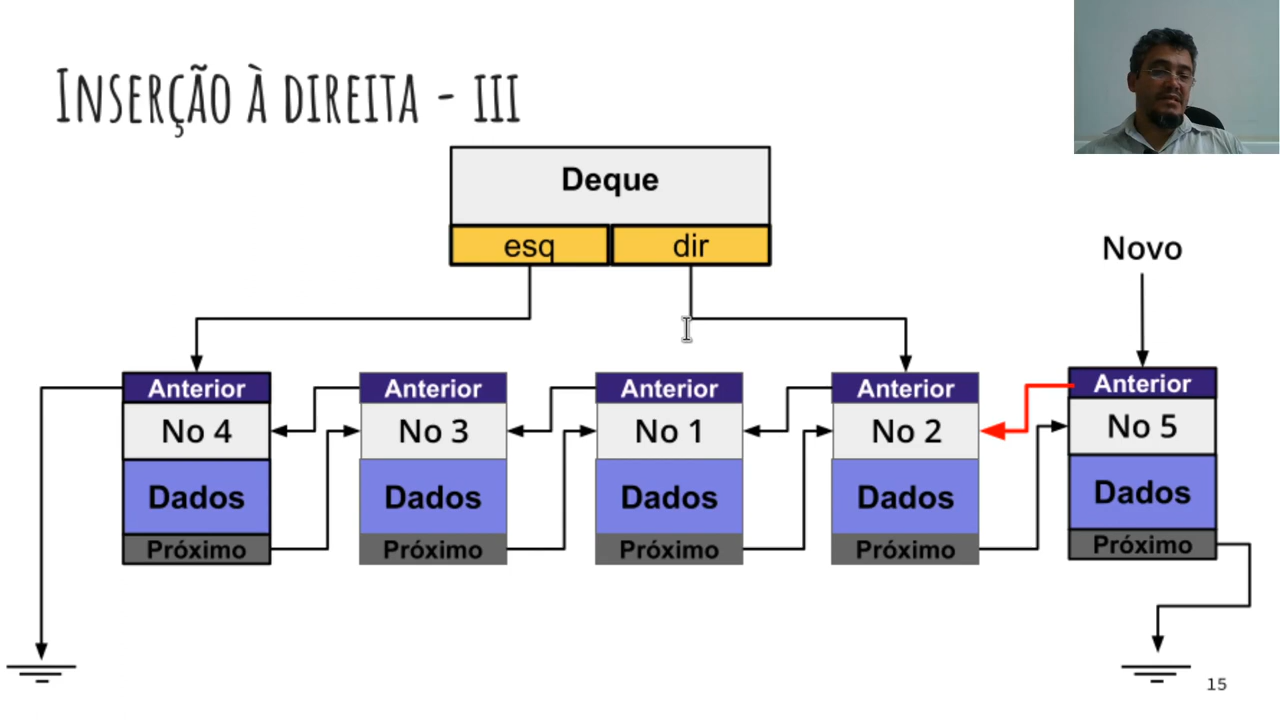 INSERÇÃO À DIREITA - III
Deque
esq dir
Novo
Anterior Anterior Anterior Anterior Anterior
No 4 No 3 No 1 No 2 No 5
Dados Dados Dados Dados Dados
Próximo Próximo Próximo Próximo Próximo
15